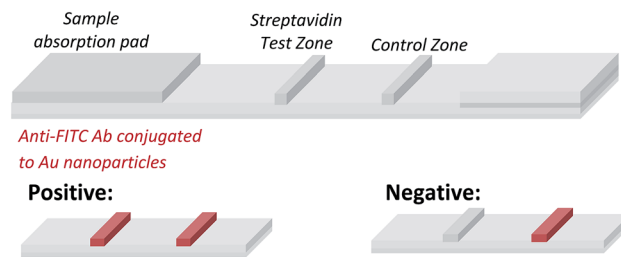 Sample
absorption pad
Streptavidin
Test Zone
Control Zone
Anti-FITC Ab conjugated
to Au nanoparticles
Positive:
Negative: